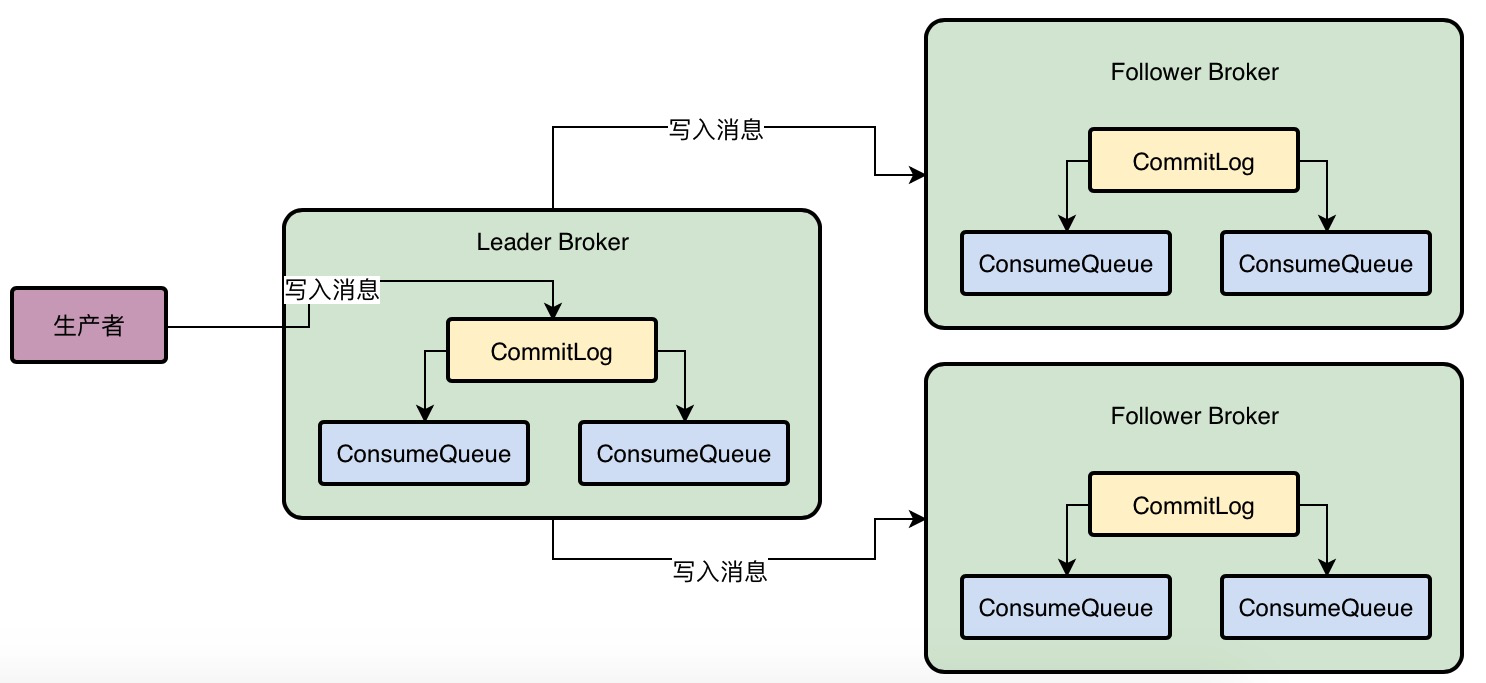 生产者
写入消息
Leader Broker
CommitLog
ConsumeQueue
ConsumeQueue
写入消息
Follower Broker
CommitLog
ConsumeQueue
ConsumeQueue
写入消息
Follower Broker
CommitLog
ConsumeQueue
ConsumeQueue